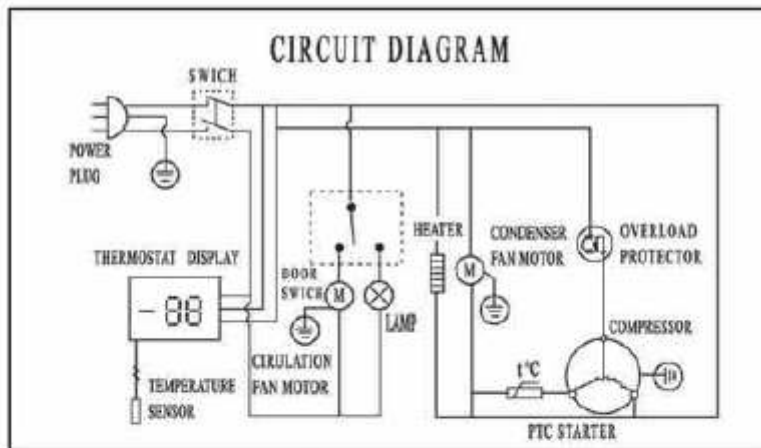 CIRCUIT DIAGRAM
SWICH
POWER
PLUG
THERMOSTAT DISPLAY
-88
TEMPERATURE
SENSOR
DOOR
SWICH
M
CIRULATION
FAN MOTOR
LAMP
HEATER
CONDENSER
FAN MOTOR
M
OVERLOAD
PROTECTOR
COMPRESSOR
t°C
PTC STARTER